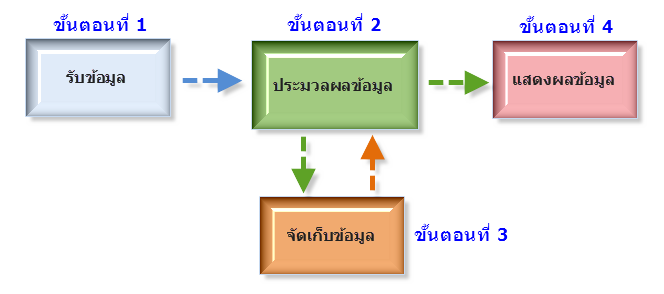 ขั้นตอนที่ 1
ขั้นตอนที่ 2
ขั้นตอนที่ 4
รับข้อมูล
ประมวลผลข้อมูล
แสดงผลข้อมูล
จัดเก็บข้อมูล
ขั้นตอนที่ 3